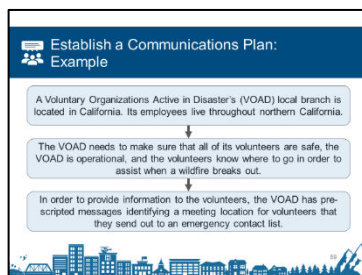 Establish a Communications Plan:
Example
A Voluntary Organizations Active in Disaster's (VOAD) local branch is
located in California. Its employees live throughout northern California.
The VOAD needs to make sure that all of its volunteers are safe, the
VOAD is operational, and the volunteers know where to go in order to
assist when a wildfire breaks out.
In order to provide information to the volunteers, the VOAD has pre-
scripted messages identifying a meeting location for volunteers that
they send out to an emergency contact list.